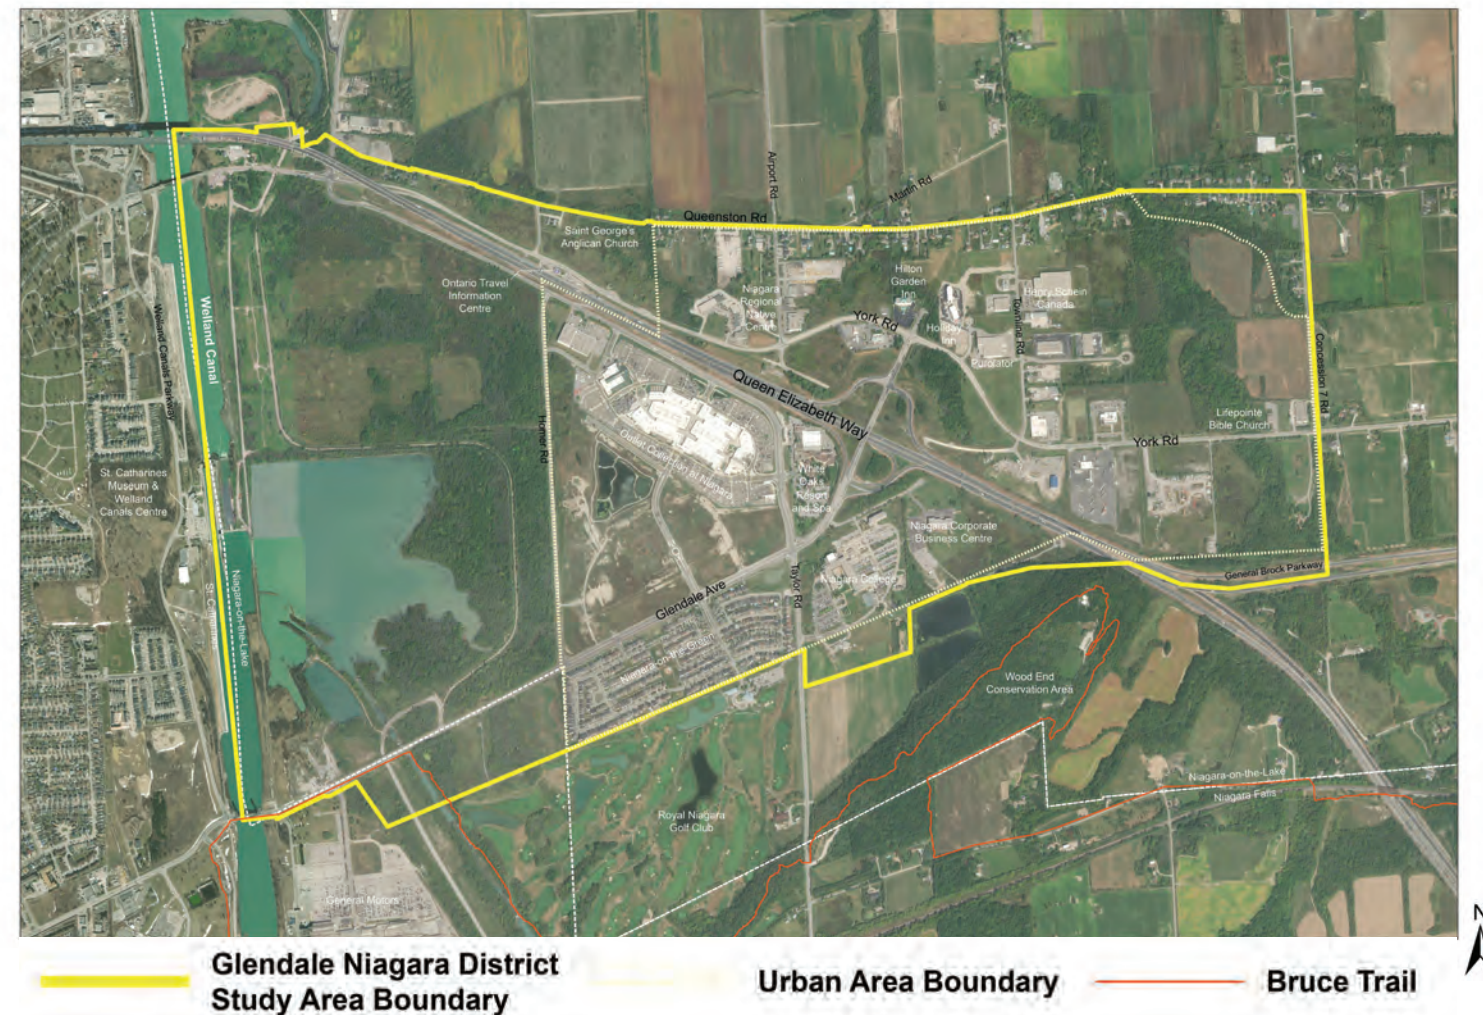 Airport Rd
Martin Rd
Queenston Rd
Saint George's
Anglican Church
Ontario Travel
Information
Centre
Niagara
Regional
Native
Centre
Hilton
Garden
Inn
Henry Schein
Canada
York Rd
Holiday
Inn
Townline Rd
Purolator
Concession 7 Rd
Welland Canal
Welland Canals Parkway
Queen Elizabeth Way
Homer Rd
Outlet Collection at Niagara
Lifepointe
Bible Church
York Rd
White
Oaks
Resort
and Spa
St. Catharines
Museum &
Welland
Canals Centre
Niagara Corporate
Business Centre
Niagara College
General Brock Parkway
St. Catharines
Niagara-on-the-Lake
Glendale Ave
Taylor Rd
Niagara-on-the-Green
Wood End
Conservation Area
Niagara-on-the-Lake
Niagara Falls
Royal Niagara
Golf Club
General Motors
N
Glendale Niagara District
Study Area Boundary
Urban Area Boundary
Bruce Trail